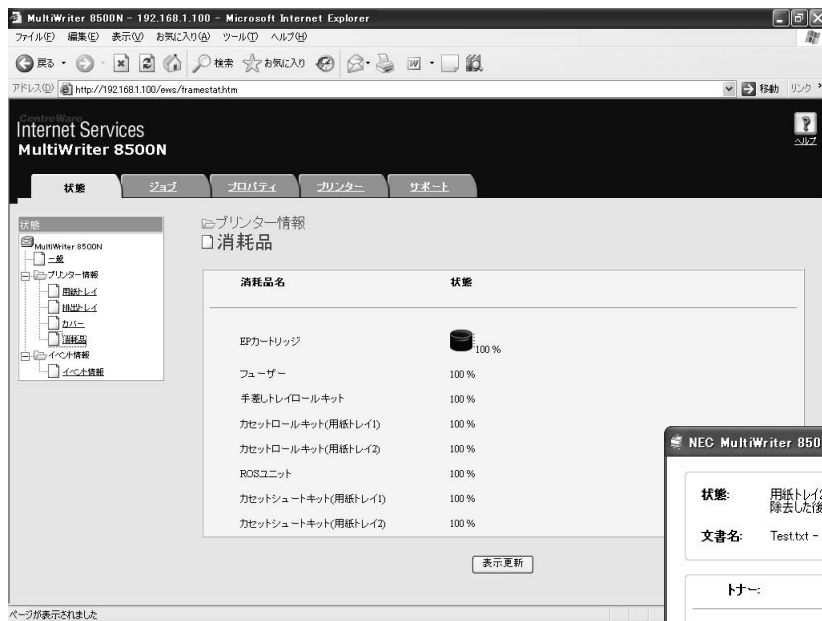 MultiWriter 8500N - 192.168.1.100 - Microsoft Internet Explorer
ファイル(F) 編集(E) 表示(V) お気に入り(A) ツール(T) ヘルプ(H)
戻る 検索 お気に入り
アドレス(D) http://192.168.1.100/ews/framestat.htm 移動 リンク »
CentreWare
Internet Services
MultiWriter 8500N
ヘルプ
状態 ジョブ プロパティ プリンター サポート
状態
MultiWriter 8500N
一般
プリンター情報
用紙トレイ
排出トレイ
カバー
消耗品
イベント情報
イベント情報
プリンター情報
消耗品
消耗品名 状態
EPカートリッジ 100 %
フューザー 100 %
手差しトレイロールキット 100 %
カセットロールキット(用紙トレイ1) 100 %
カセットロールキット(用紙トレイ2) 100 %
ROSユニット 100 %
カセットシュートキット(用紙トレイ1) 100 %
カセットシュートキット(用紙トレイ2) 100 %
表示更新
NEC MultiWriter 850
状態: 用紙トレイ2
除去した後
文書名: Test.txt -
トナー:
ページが表示されました